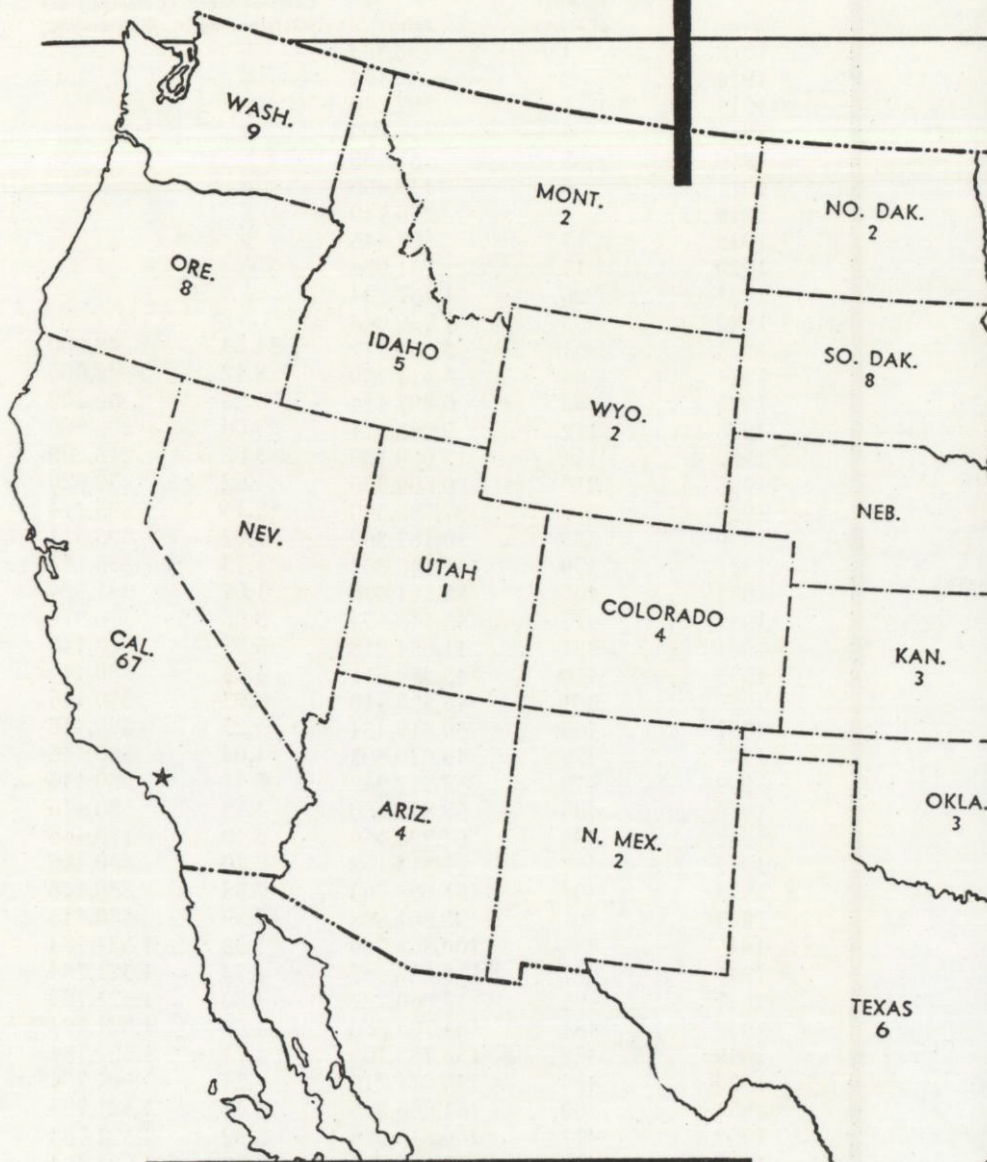 WASH.
9
MONT.
2
NO. DAK.
2
ORE.
8
IDAHO
5
SO. DAK.
8
WYO.
2
NEB.
NEV.
UTAH
1
COLORADO
4
CAL.
67
KAN.
3
ARIZ.
4
N. MEX.
2
OKLA.
3
TEXAS
6